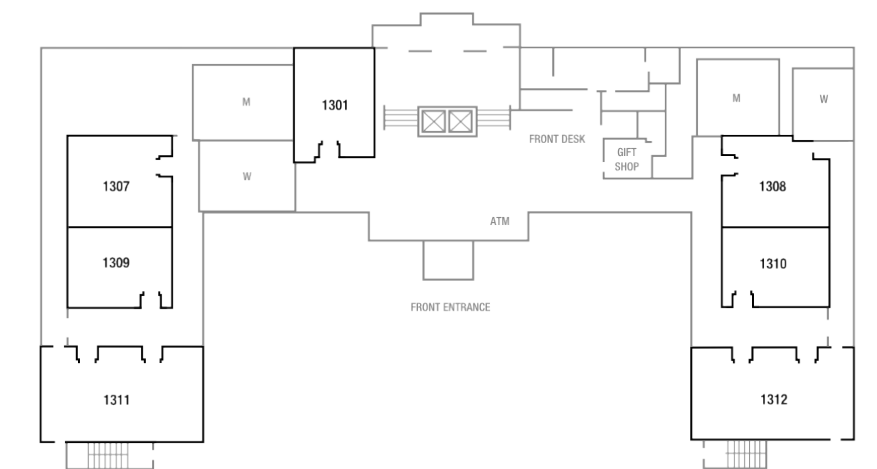 M
1301
M
W
FRONT DESK
GIFT
SHOP
W
1307
1308
ATM
1309
1310
FRONT ENTRANCE
1311
1312